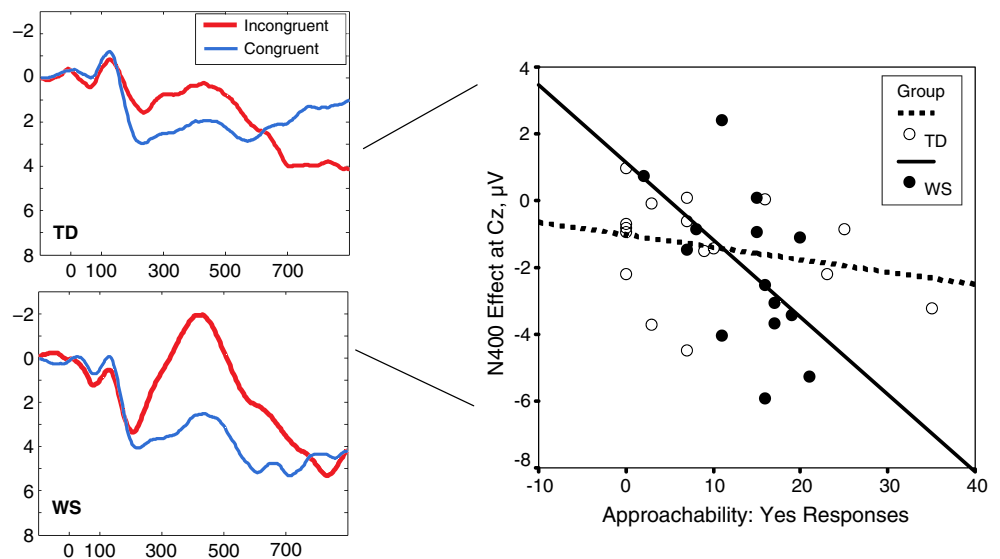 −2
0
2
4
6
8
Incongruent
Congruent
TD
0 100 300 500 700
−2
0
2
4
6
8
WS
0 100 300 500 700
N400 Effect at Cz, µV
4
2
0
-2
-4
-6
-8
Group
TD
WS
-10 0 10 20 30 40
Approachability: Yes Responses